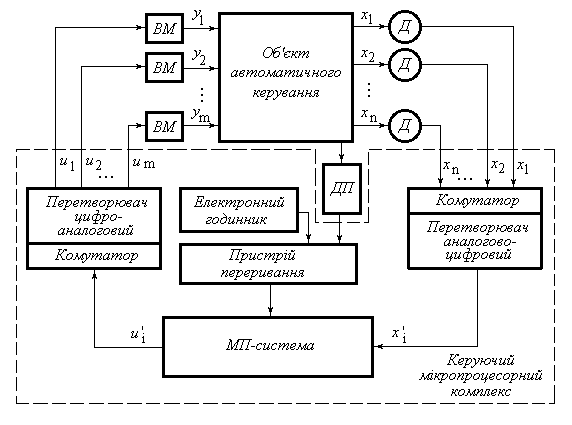 ВМ
y1
Об'єкт
автоматичного
керування
x1
Д
ВМ
y2
x2
Д
...
...
ВМ
ym
xn
Д
u1 u2 ... um
ДП
xn ... x2 x1
Перетворювач
цифро-
аналоговий
Комутатор
Електронний
годинник
Комутатор
Перетворювач
аналогово-
цифровий
Пристрій
переривання
u'i
МП-система
x'i
Керуючий
мікропроцесорний
комплекс